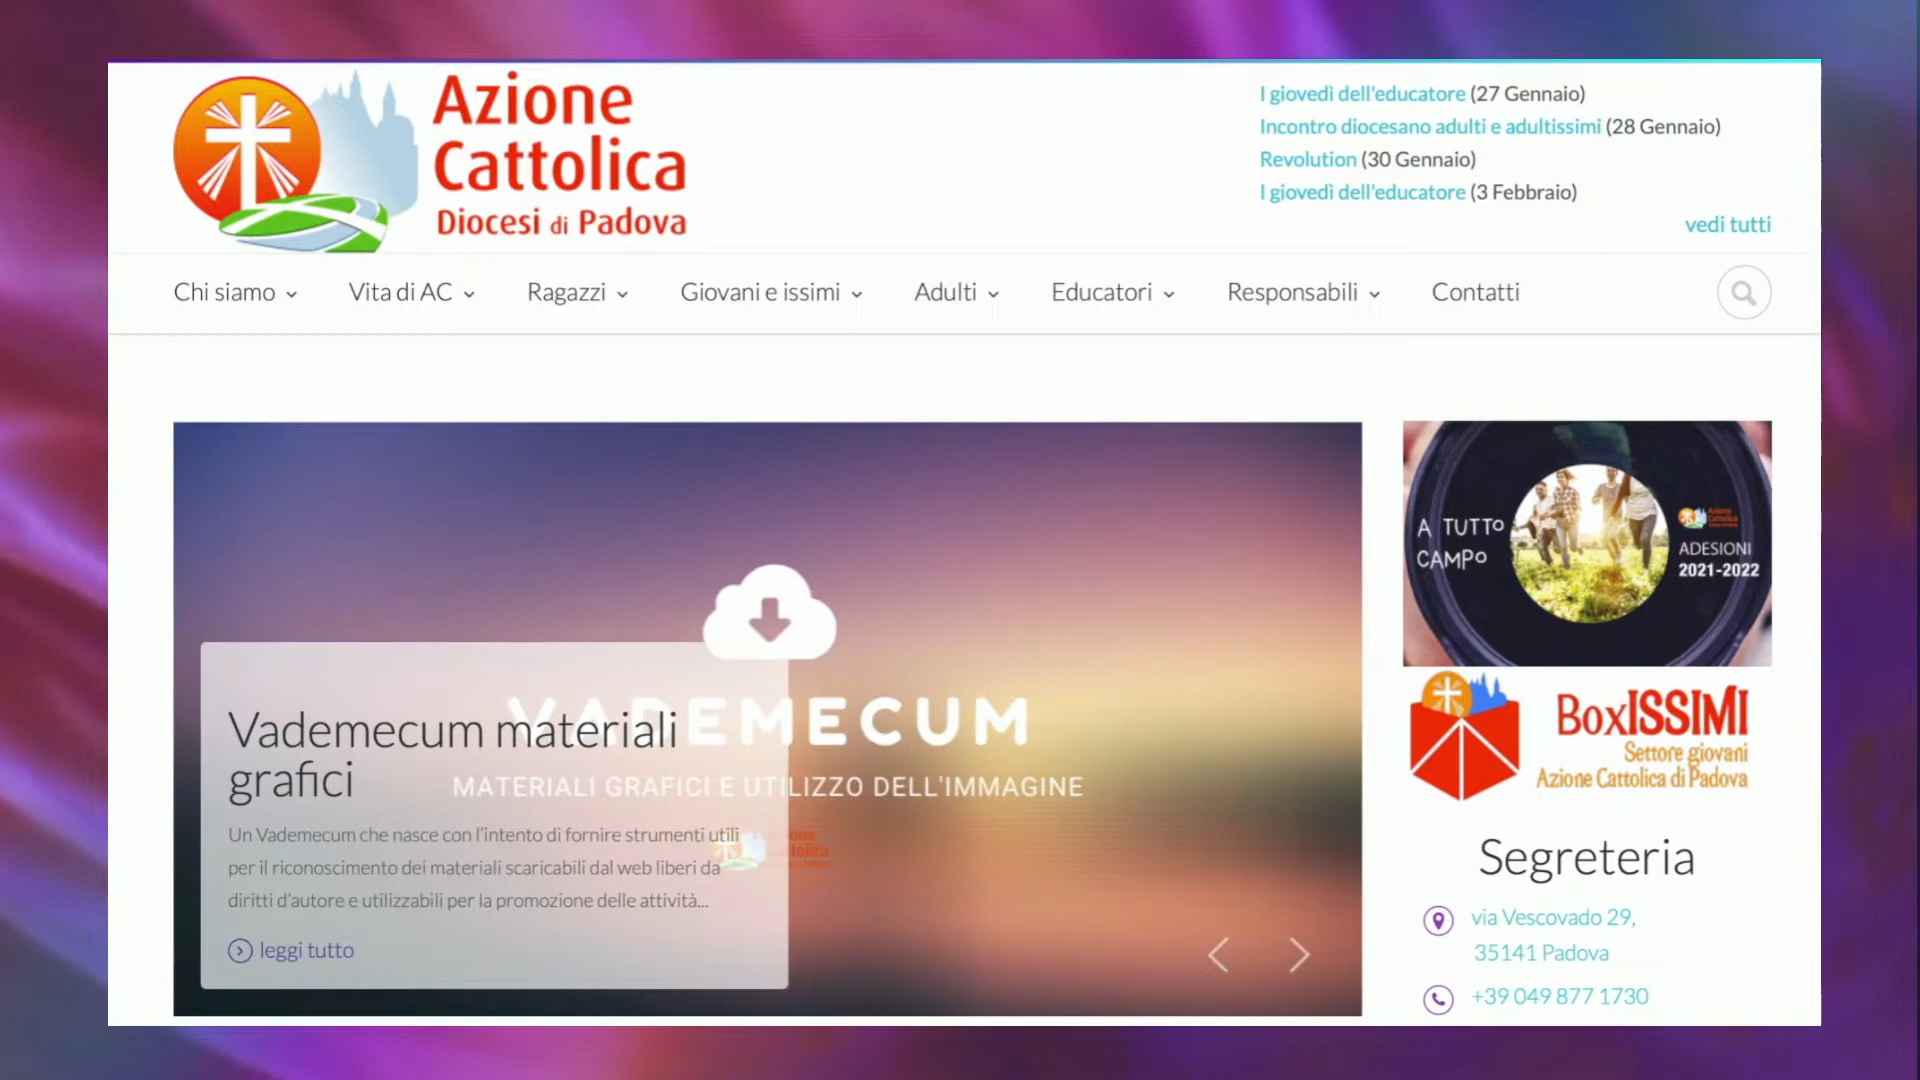 Azione
Cattolica
Diocesi di Padova
I giovedì dell'educatore (27 Gennaio)
Incontro diocesano adulti e adultissimi (28 Gennaio)
Revolution (30 Gennaio)
I giovedì dell'educatore (3 Febbraio)
vedi tutti
Chi siamo
Vita di AC
Ragazzi
Giovani e issimi
Adulti
Educatori
Responsabili
Contatti
VADEMECUM
MATERIALI GRAFICI E UTILIZZO DELL'IMMAGINE
Vademecum materiali
grafici
Un Vademecum che nasce con l’intento di fornire strumenti utili
per il riconoscimento dei materiali scaricabili dal web liberi da
diritti d’autore e utilizzabili per la promozione delle attività...
leggi tutto
A TUTTO
CAMPO
Azione
Cattolica
ADESIONI
2021-2022
BoxISSIMI
Settore giovani
Azione Cattolica di Padova
Segreteria
via Vescovado 29,
35141 Padova
+39 049 877 1730